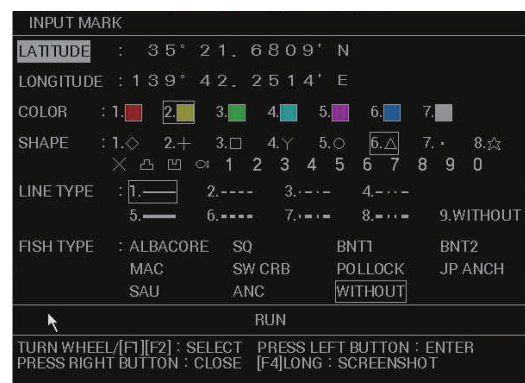 INPUT MARK
LATITUDE : 35° 21.6809' N
LONGITUDE : 139° 42.2514' E
COLOR : 1. 2. 3. 4. 5. 6. 7.
SHAPE : 1.◇ 2.+ 3.□ 4.Y 5.○ 6.△ 7.· 8.☆
1 2 3 4 5 6 7 8 9 0
LINE TYPE : 1.—— 2.---- 3.-·-·- 4.-··-
5.—— 6.---- 7.-·-·- 8.-··- 9.WITHOUT
FISH TYPE : ALBACORE SQ BNT1 BNT2
MAC SW CRB POLLOCK JP ANCH
SAU ANC WITHOUT
RUN
TURN WHEEL/[F1][F2] : SELECT PRESS LEFT BUTTON : ENTER
PRESS RIGHT BUTTON : CLOSE [F4]LONG : SCREENSHOT